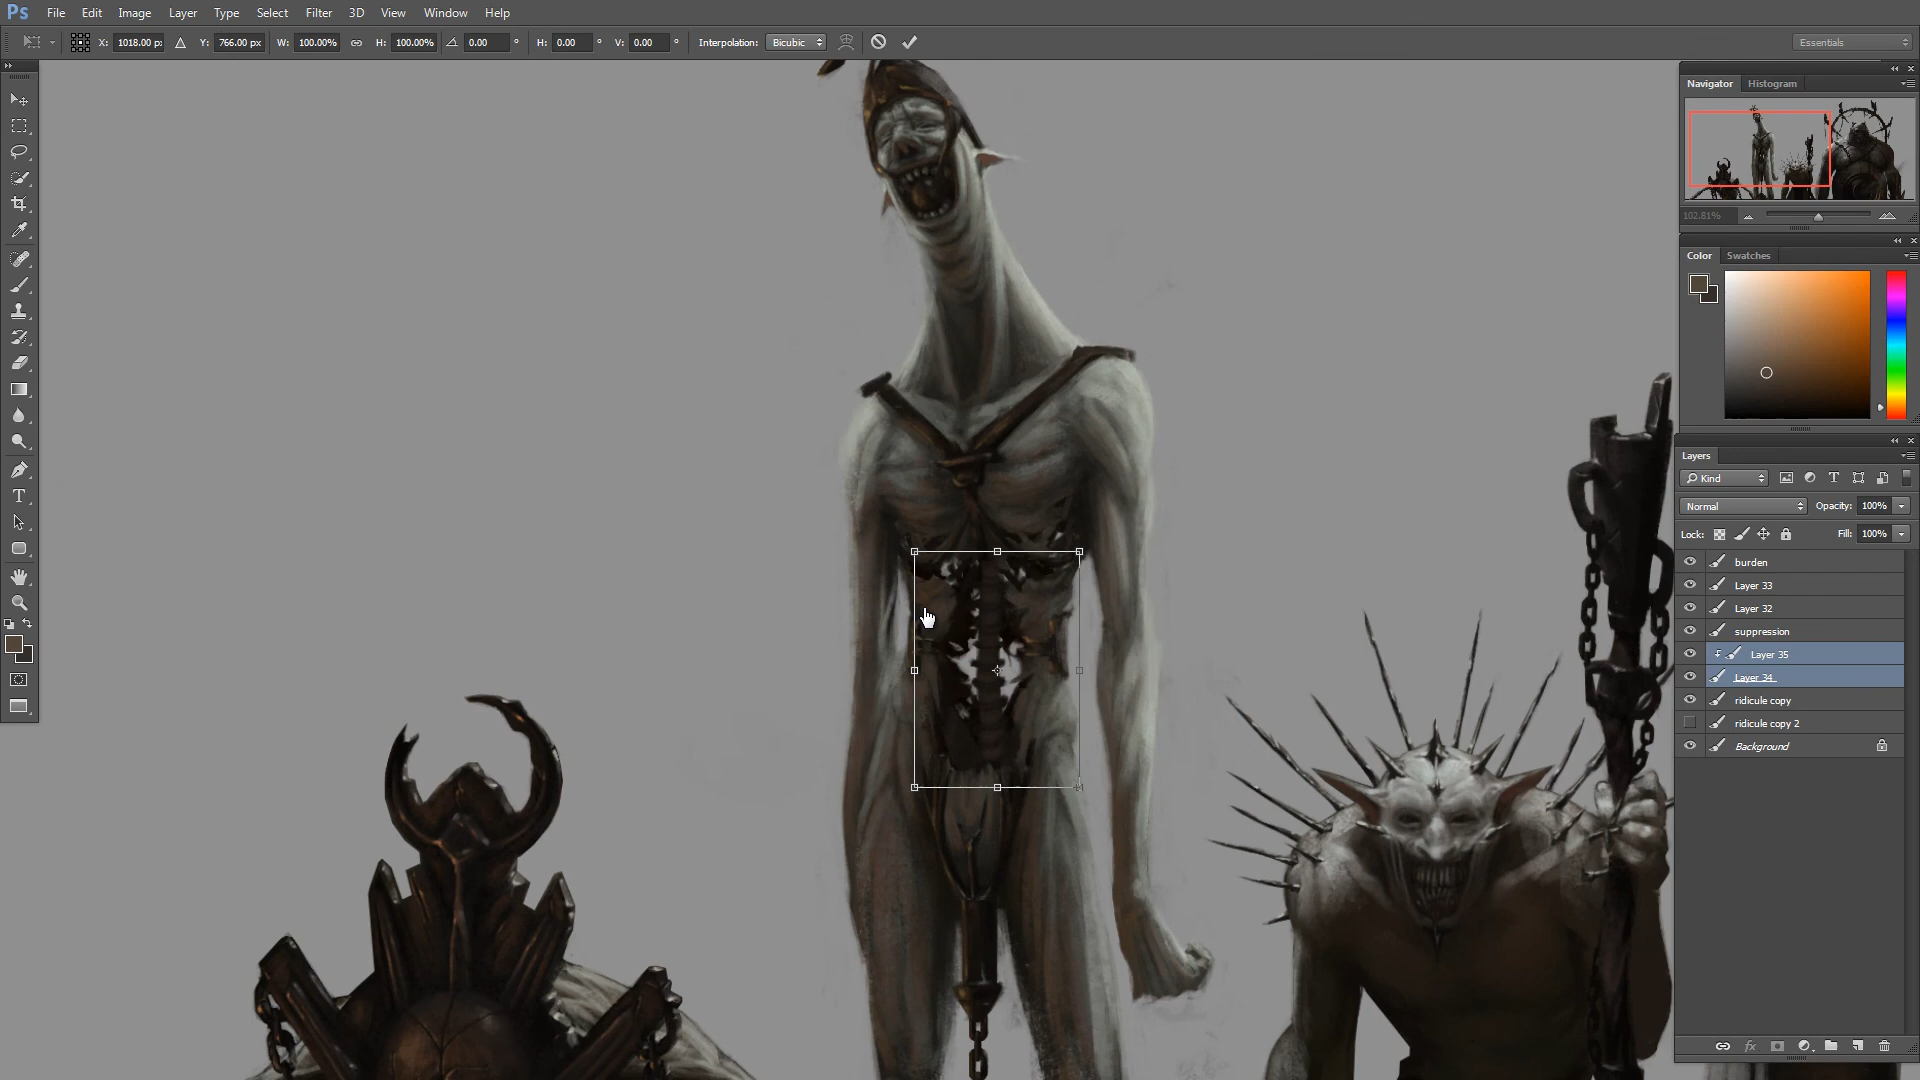 Ps File Edit Image Layer Type Select Filter 3D View Window Help
X: 1018.00 p: Y: 766.00 px W: 100.00% H: 100.00% 0.00 ° H: 0.00 ° V: 0.00 ° Interpolation: Bicubic Essentials
Navigator Histogram
102.81%
Color Swatches
Layers
Kind
Normal Opacity: 100%
Lock: Fill: 100%
burden
Layer 33
Layer 32
suppression
Layer 35
Layer 34
ridicule copy
ridicule copy 2
Background
T
fx